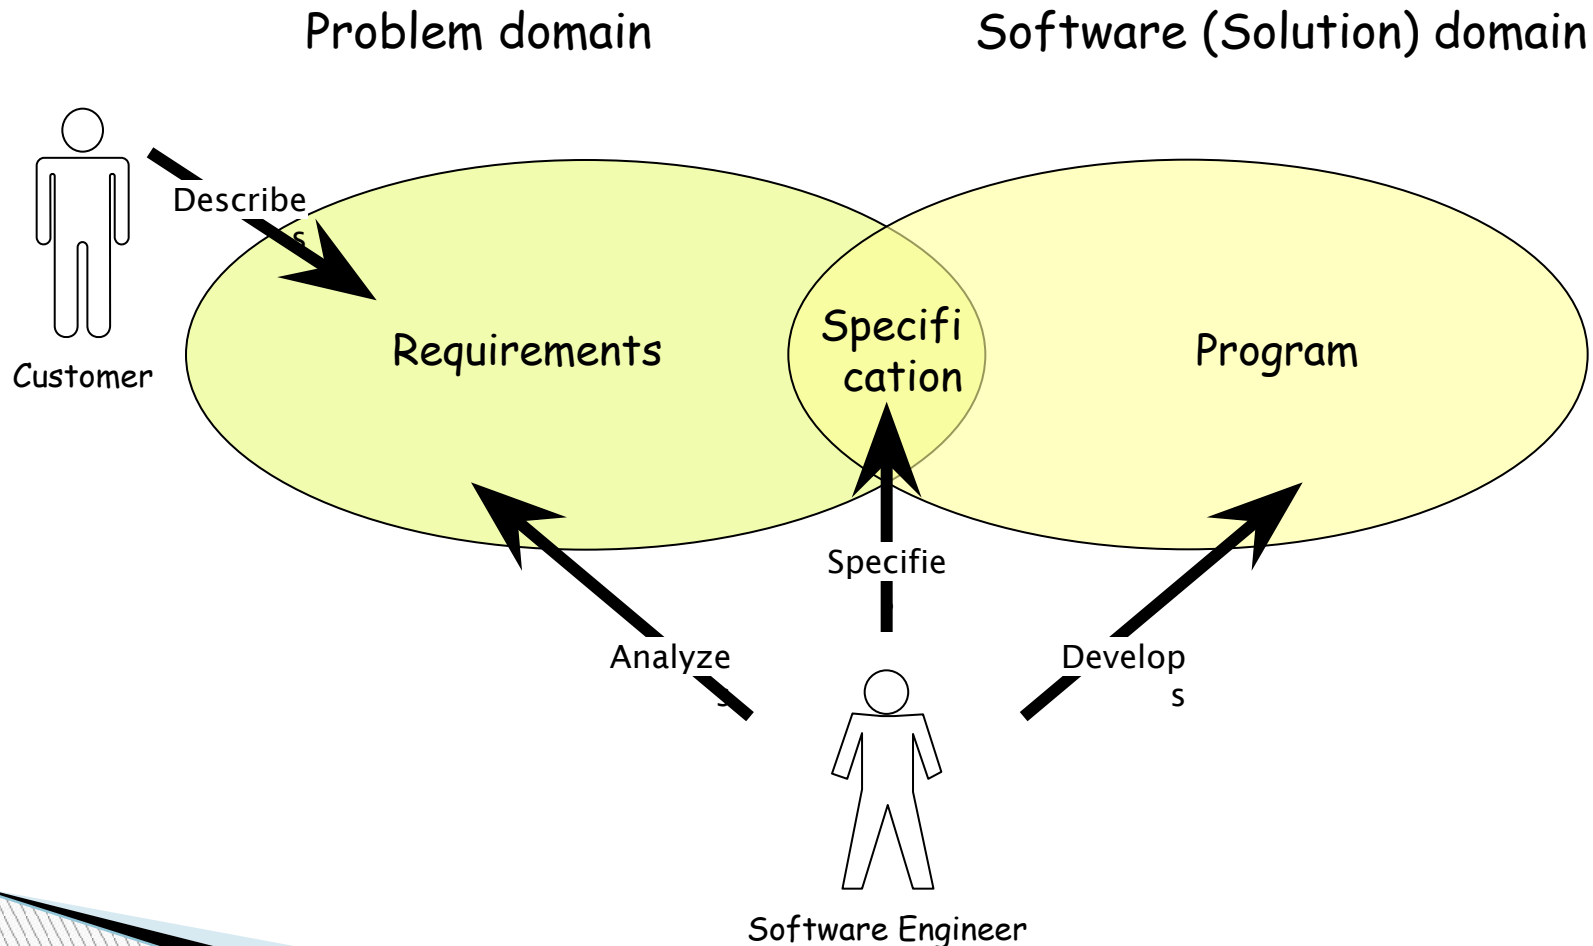 Problem domain
Software (Solution) domain
Describe
s
Customer
Requirements
Specifi
cation
Program
Specifie
Analyze
s
Develop
s
Software Engineer